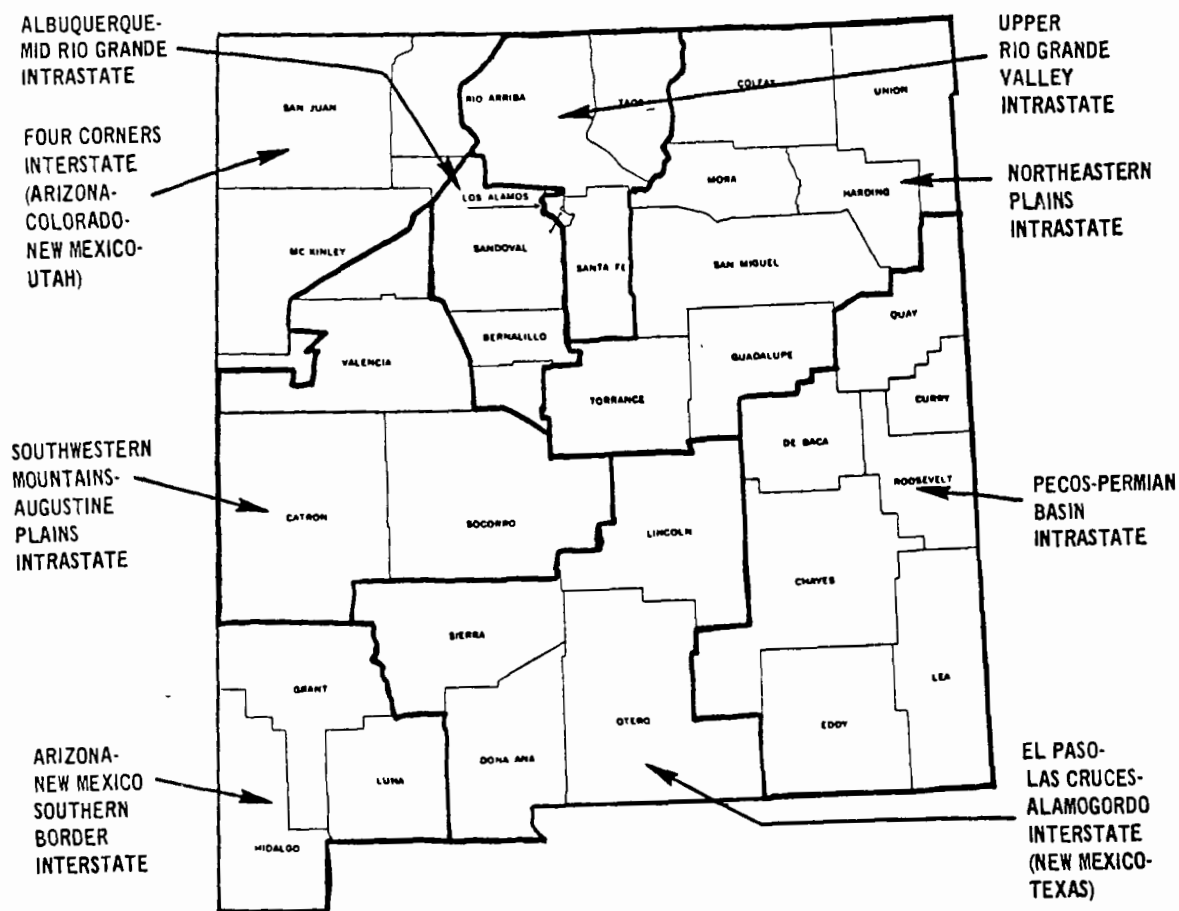 ALBUQUERQUE-
MID RIO GRANDE
INTRASTATE
UPPER
RIO GRANDE
VALLEY
INTRASTATE
FOUR CORNERS
INTERSTATE
(ARIZONA-
COLORADO-
NEW MEXICO-
UTAH)
NORTHEASTERN
PLAINS
INTRASTATE
SAN JUAN
RIO ARRIBA
TAOS
COLFAX
UNION
MORA
HARDING
LOS ALAMOS
MC KINLEY
SANDOVAL
SANTA FE
SAN MIGUEL
QUAY
BERNALILLO
VALENCIA
GUADALUPE
TORRANCE
CURRY
DE BACA
ROOSEVELT
SOUTHWESTERN
MOUNTAINS-
AUGUSTINE
PLAINS
INTRASTATE
PECOS-PERMIAN
BASIN
INTRASTATE
CATRON
SOCORRO
LINCOLN
CHAVES
SIERRA
GRANT
LEA
OTERO
EDDY
DONA ANA
LUNA
HIDALGO
ARIZONA-
NEW MEXICO
SOUTHERN
BORDER
INTERSTATE
EL PASO-
LAS CRUCES-
ALAMOGORDO
INTERSTATE
(NEW MEXICO-
TEXAS)